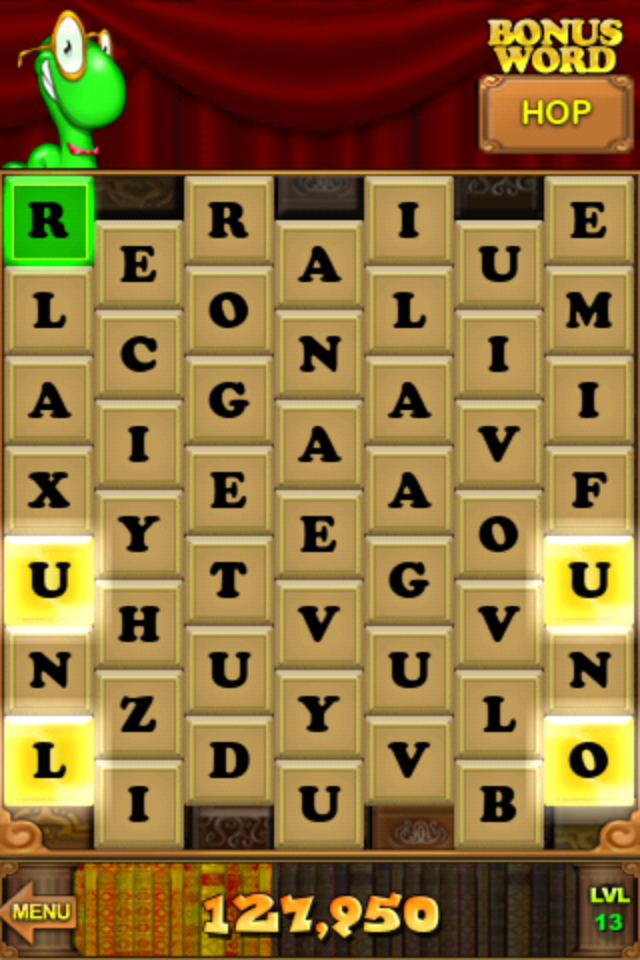 BONUS
WORD
HOP
R R I E
E A U
L O L M
C N I
A G A I
I A V
X E A F
Y E O
U T G U
H V V
N U U N
Z Y L
L D V O
I U B
MENU
127,950
LVL
13